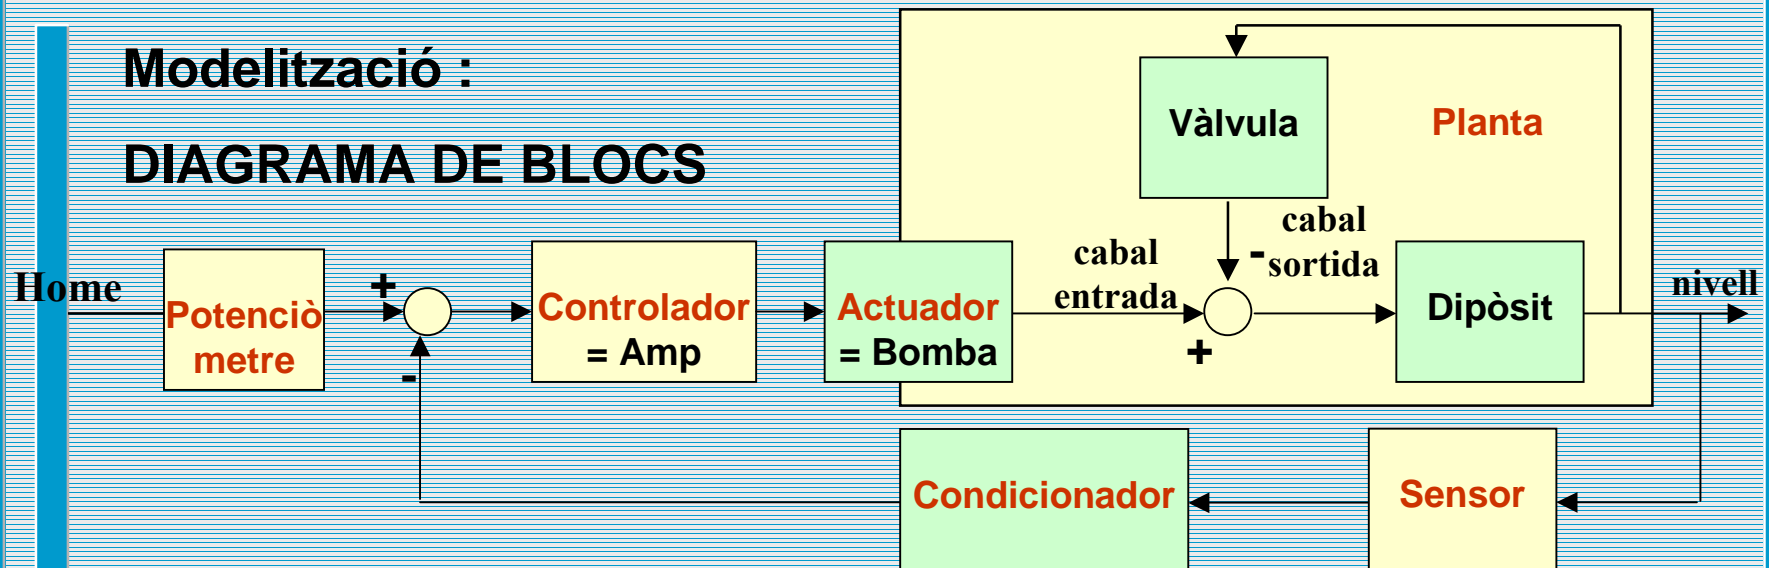 Modelització :
DIAGRAMA DE BLOCS
Vàlvula
Planta
cabal
sortida
-
cabal
entrada
+
Home
Potenciò
metre
+
-
Controlador
= Amp
Actuador
= Bomba
Dipòsit
nivell
Condicionador
Sensor